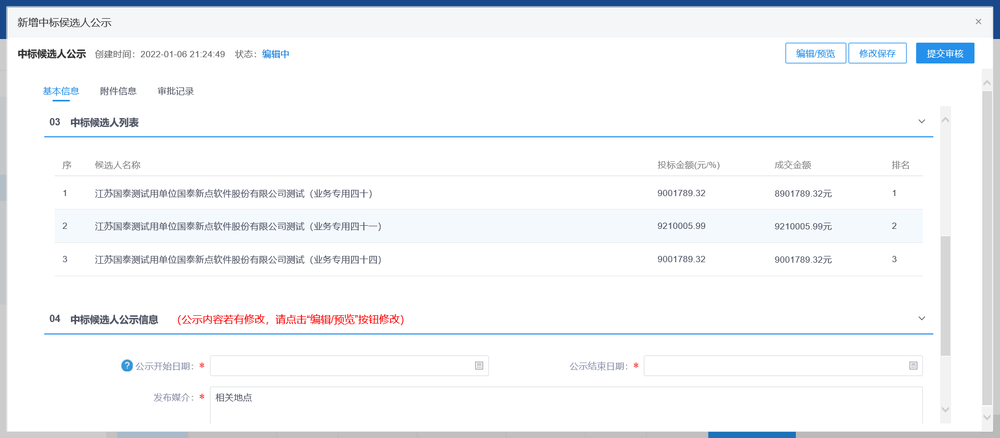 新增中标候选人公示 ×
中标候选人公示 创建时间：2022-01-06 21:24:49 状态：编辑中 编辑/预览 修改保存 提交审核
基本信息 附件信息 审批记录
03 中标候选人列表
序 候选人名称 投标金额(元/%) 成交金额 排名
1 江苏国泰测试用单位国泰新点软件股份有限公司测试（业务专用四十） 9001789.32 8901789.32元 1
2 江苏国泰测试用单位国泰新点软件股份有限公司测试（业务专用四十一） 9210005.99 9210005.99元 2
3 江苏国泰测试用单位国泰新点软件股份有限公司测试（业务专用四十四） 9001789.32 9001789.32元 3
04 中标候选人公示信息 （公示内容若有修改，请点击“编辑/预览”按钮修改）
? 公示开始日期：* 公示结束日期：*
发布媒介：* 相关地点